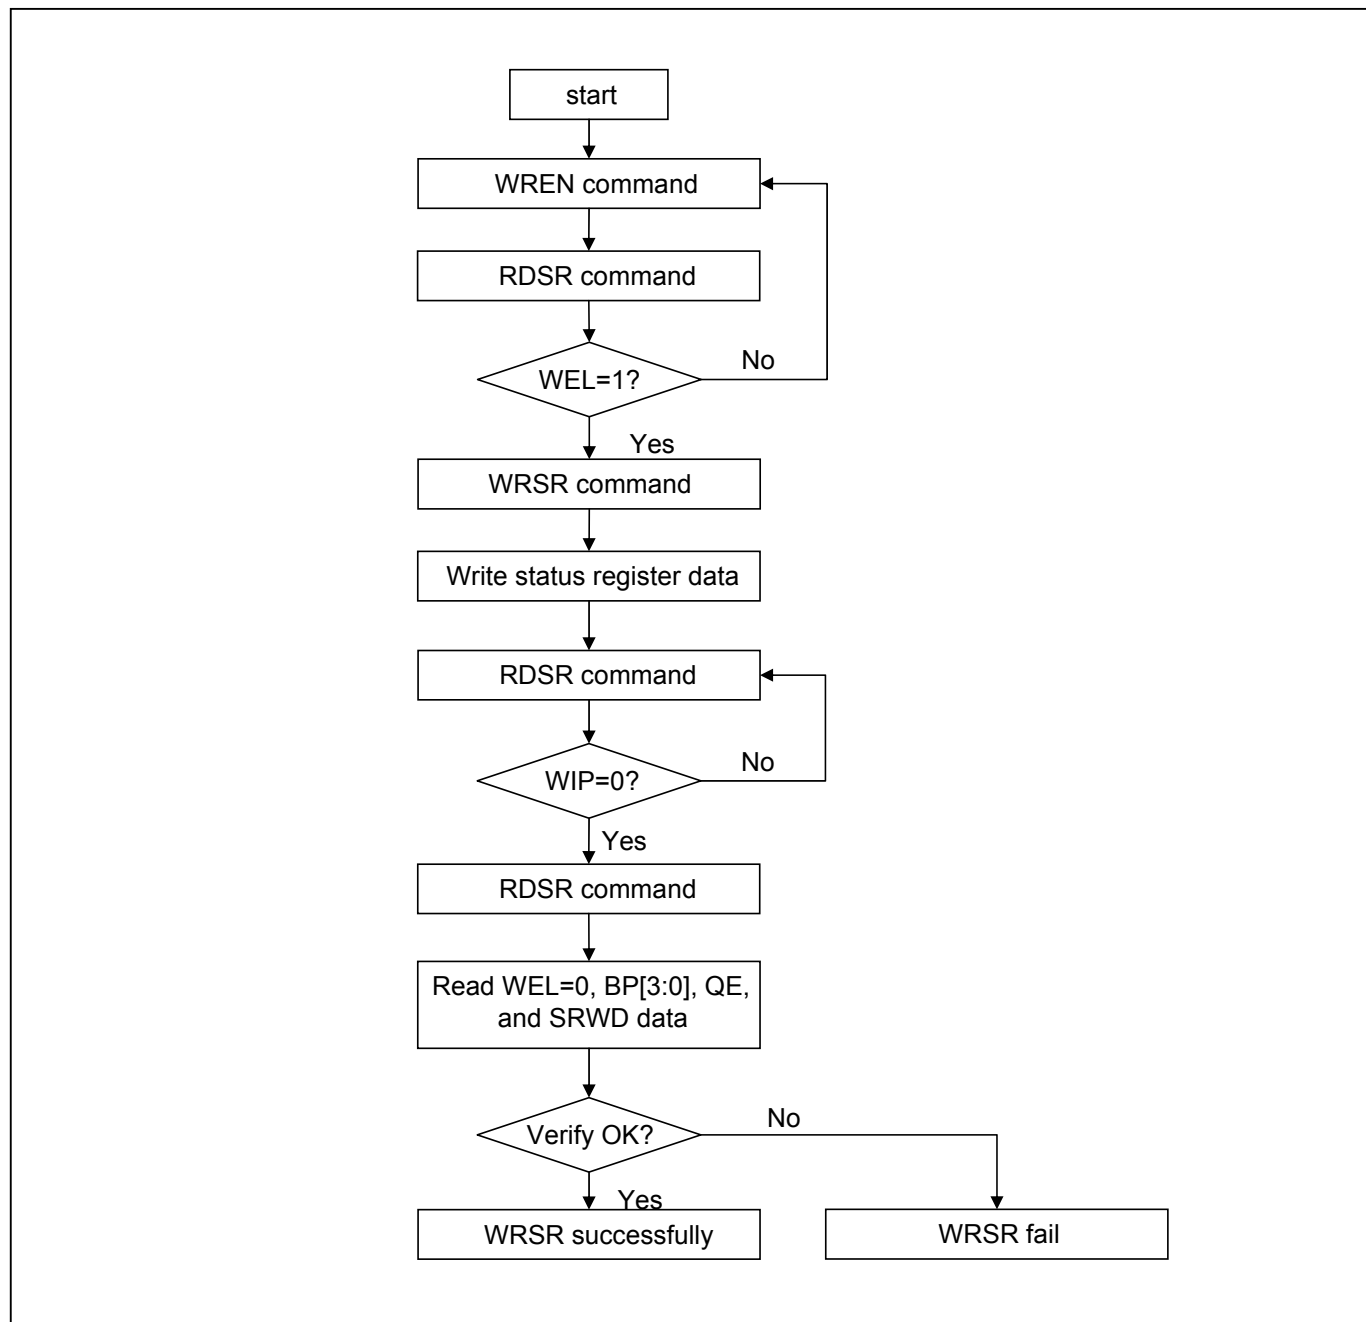 start
WREN command
RDSR command
WEL=1?
No
Yes
WRSR command
Write status register data
RDSR command
WIP=0?
No
Yes
RDSR command
Read WEL=0, BP[3:0], QE,
and SRWD data
Verify OK?
No
Yes
WRSR successfully
WRSR fail